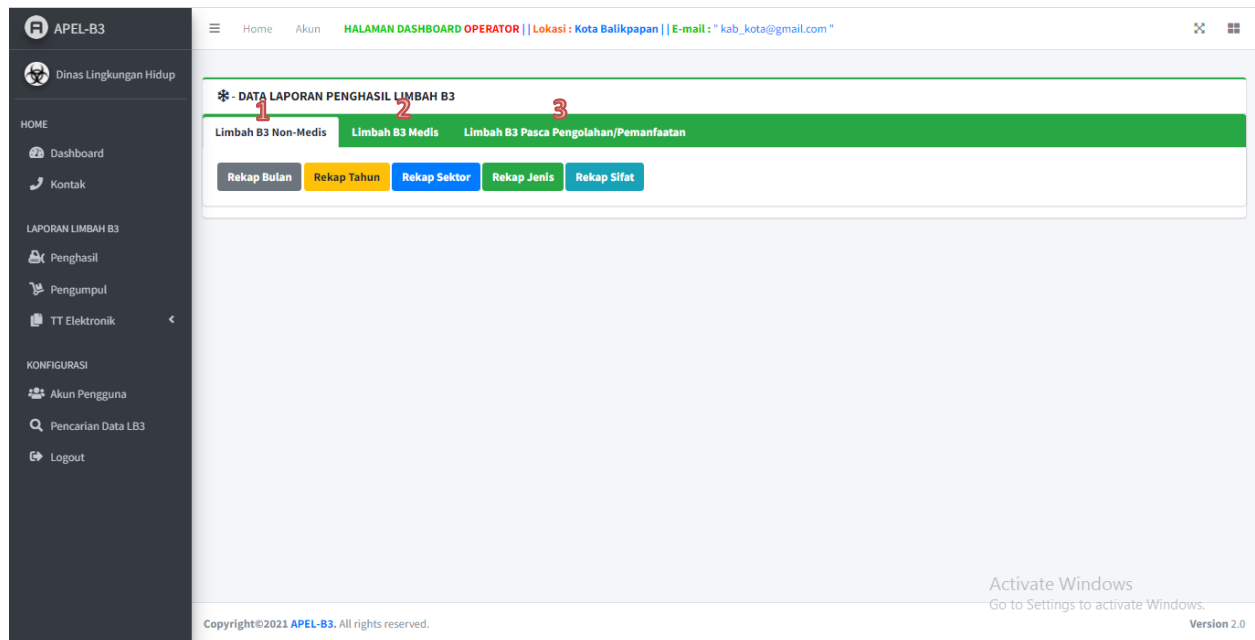 APEL-B3
Home Akun HALAMAN DASHBOARD OPERATOR || Lokasi : Kota Balikpapan || E-mail : " kab_kota@gmail.com "
Dinas Lingkungan Hidup
HOME
Dashboard
Kontak
LAPORAN LIMBAH B3
Penghasil
Pengumpul
TT Elektronik
KONFIGURASI
Akun Pengguna
Pencarian Data LB3
Logout
- DATA LAPORAN PENGHASIL LIMBAH B3
1 2 3
Limbah B3 Non-Medis Limbah B3 Medis Limbah B3 Pasca Pengolahan/Pemanfaatan
Rekap Bulan Rekap Tahun Rekap Sektor Rekap Jenis Rekap Sifat
Activate Windows
Go to Settings to activate Windows.
Copyright©2021 APEL-B3. All rights reserved. Version 2.0